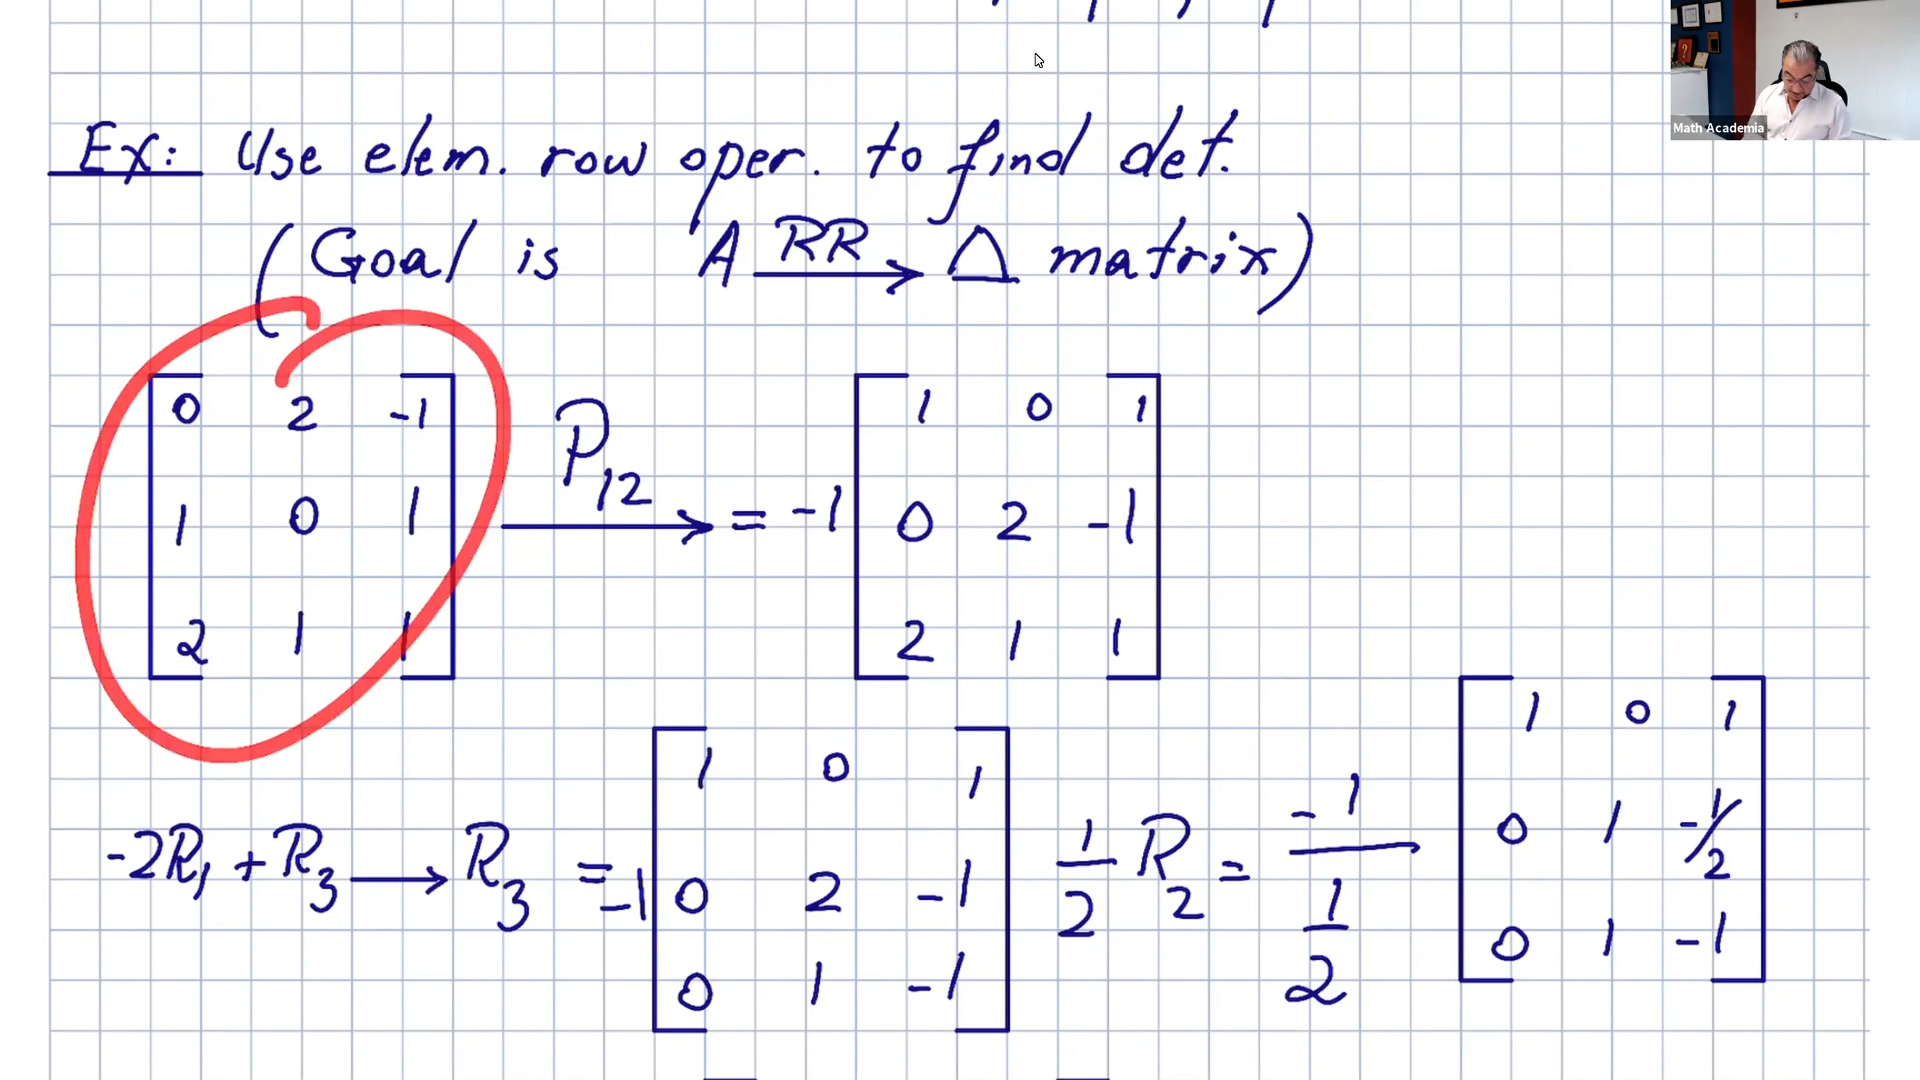 Math Academia
Ex: Use elem. row oper. to find det.
(Goal is A RR→ Δ matrix)
0 2 -1
1 0 1
2 1 1
P12 → = -1
1 0 1
0 2 -1
2 1 1
-2R1 + R3 → R3 = -1
1 0 1
0 2 -1
0 1 -1
1/2 R2 = -1/(1/2)
1 0 1
0 1 -1/2
0 1 -1